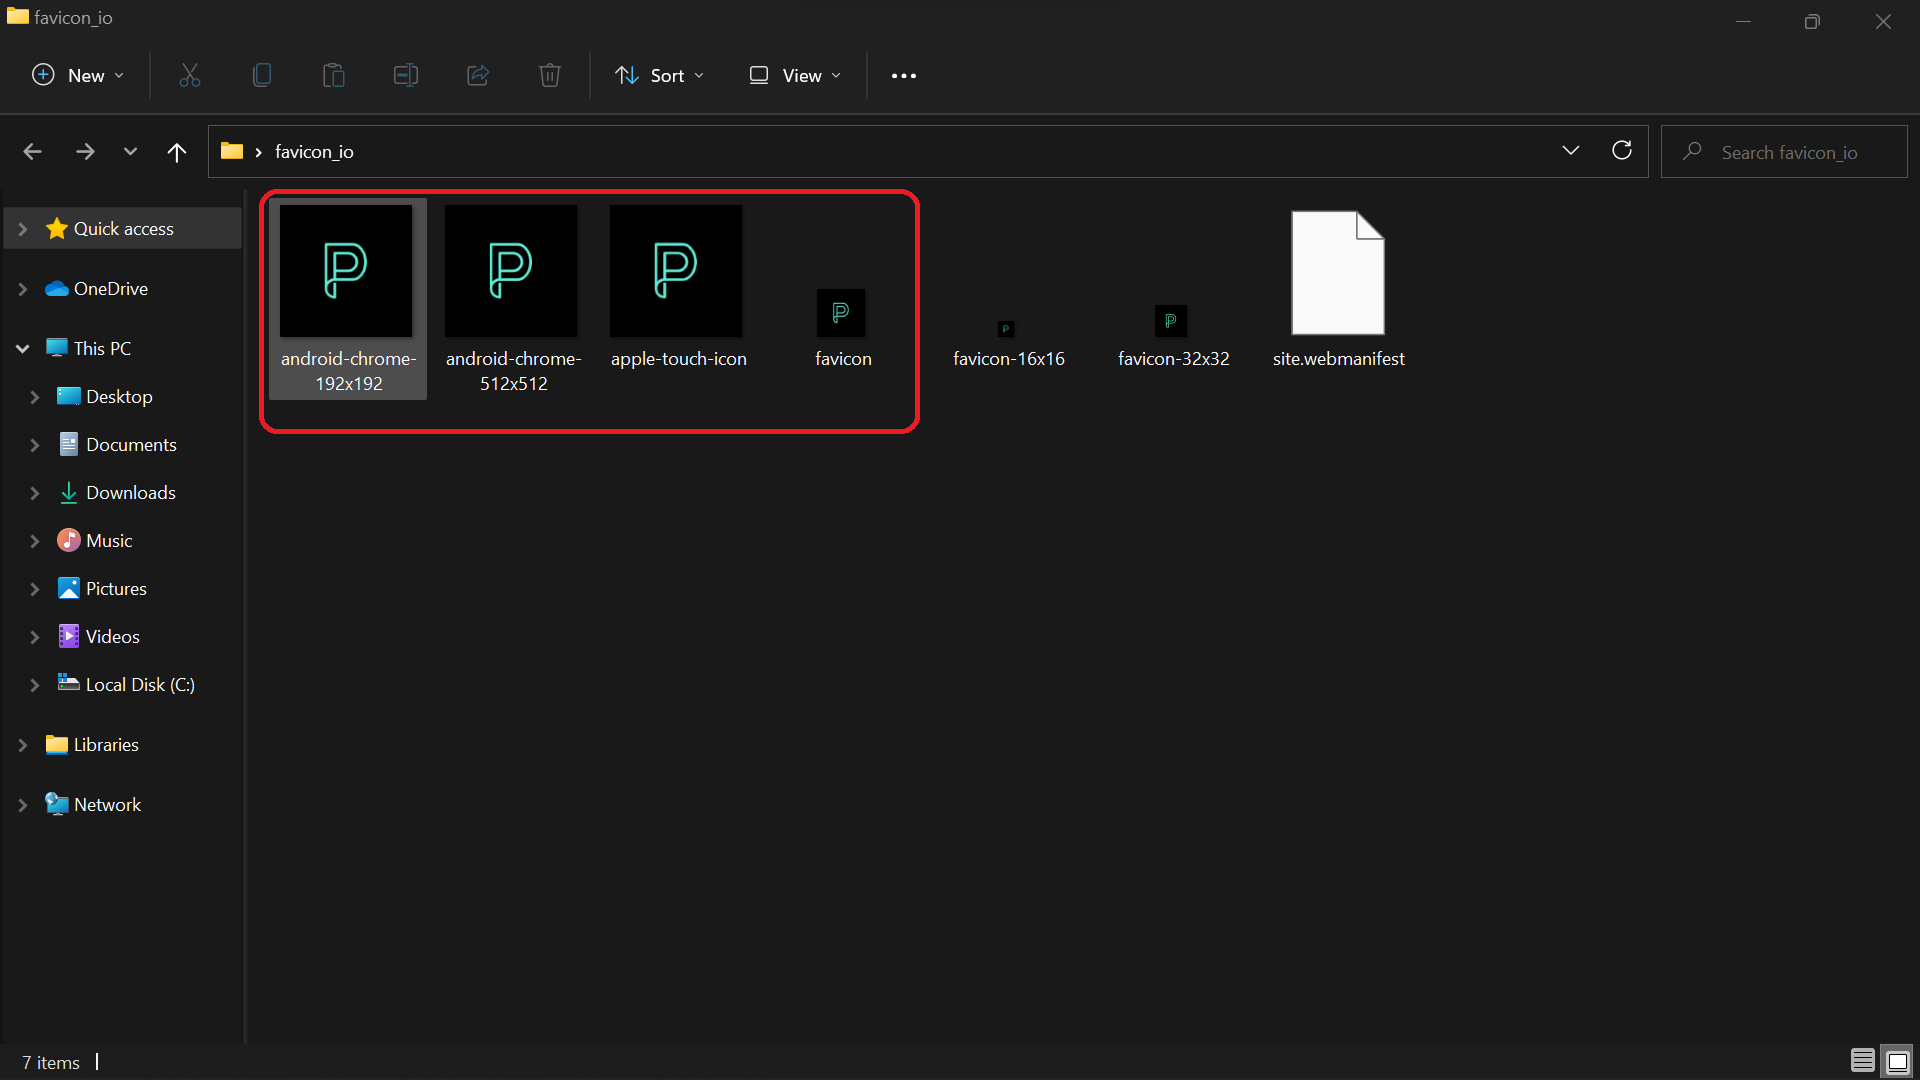 favicon_io
New
Sort
View
favicon_io
Search favicon_io
Quick access
OneDrive
This PC
Desktop
Documents
Downloads
Music
Pictures
Videos
Local Disk (C:)
Libraries
Network
P
P
P
P
P
P
android-chrome-
192x192
android-chrome-
512x512
apple-touch-icon
favicon
favicon-16x16
favicon-32x32
site.webmanifest
7 items